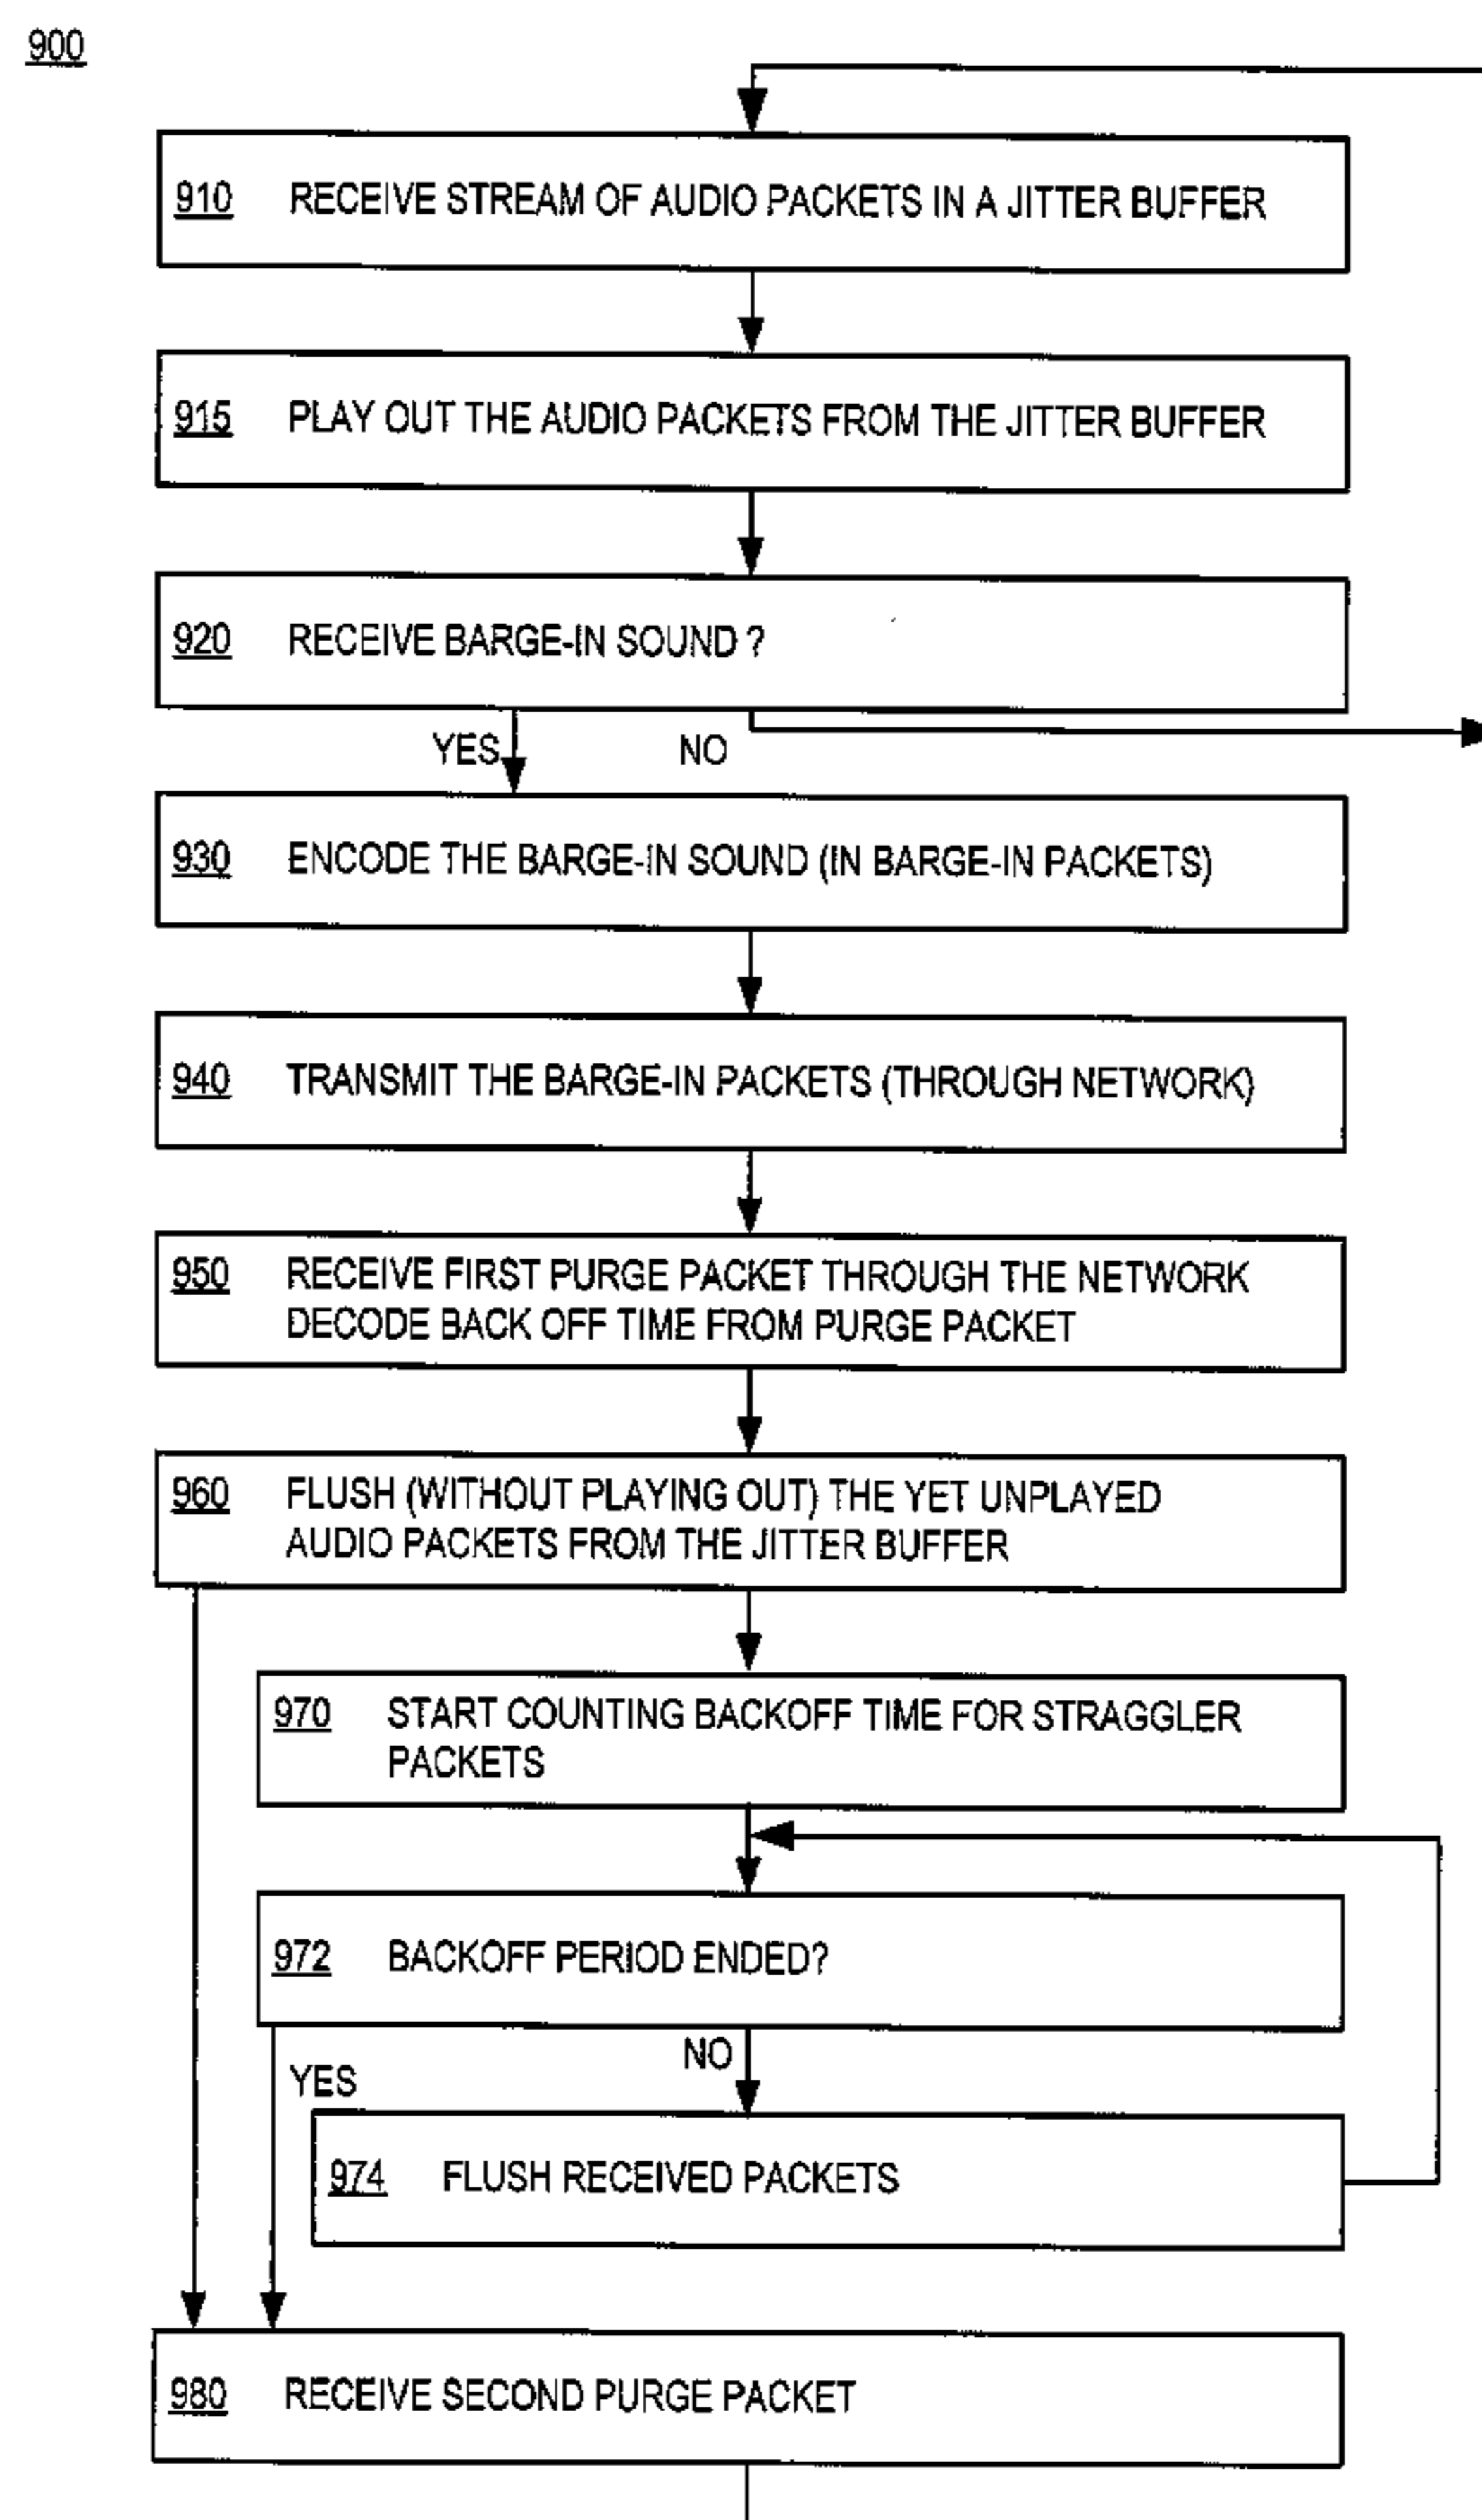 900
910 RECEIVE STREAM OF AUDIO PACKETS IN A JITTER BUFFER
915 PLAY OUT THE AUDIO PACKETS FROM THE JITTER BUFFER
920 RECEIVE BARGE-IN SOUND ?
YES NO
930 ENCODE THE BARGE-IN SOUND (IN BARGE-IN PACKETS)
940 TRANSMIT THE BARGE-IN PACKETS (THROUGH NETWORK)
950 RECEIVE FIRST PURGE PACKET THROUGH THE NETWORK
DECODE BACK OFF TIME FROM PURGE PACKET
960 FLUSH (WITHOUT PLAYING OUT) THE YET UNPLAYED
AUDIO PACKETS FROM THE JITTER BUFFER
970 START COUNTING BACKOFF TIME FOR STRAGGLER
PACKETS
972 BACKOFF PERIOD ENDED?
NO
YES
974 FLUSH RECEIVED PACKETS
980 RECEIVE SECOND PURGE PACKET